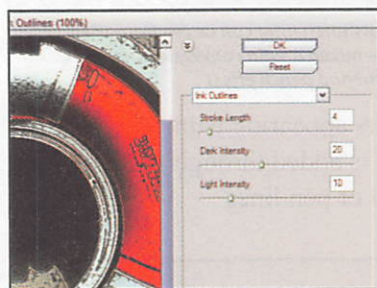 k Outlines (100%)
OK
Reset
Ink Outlines
Stroke Length 4
Dark Intensity 20
Light Intensity 10